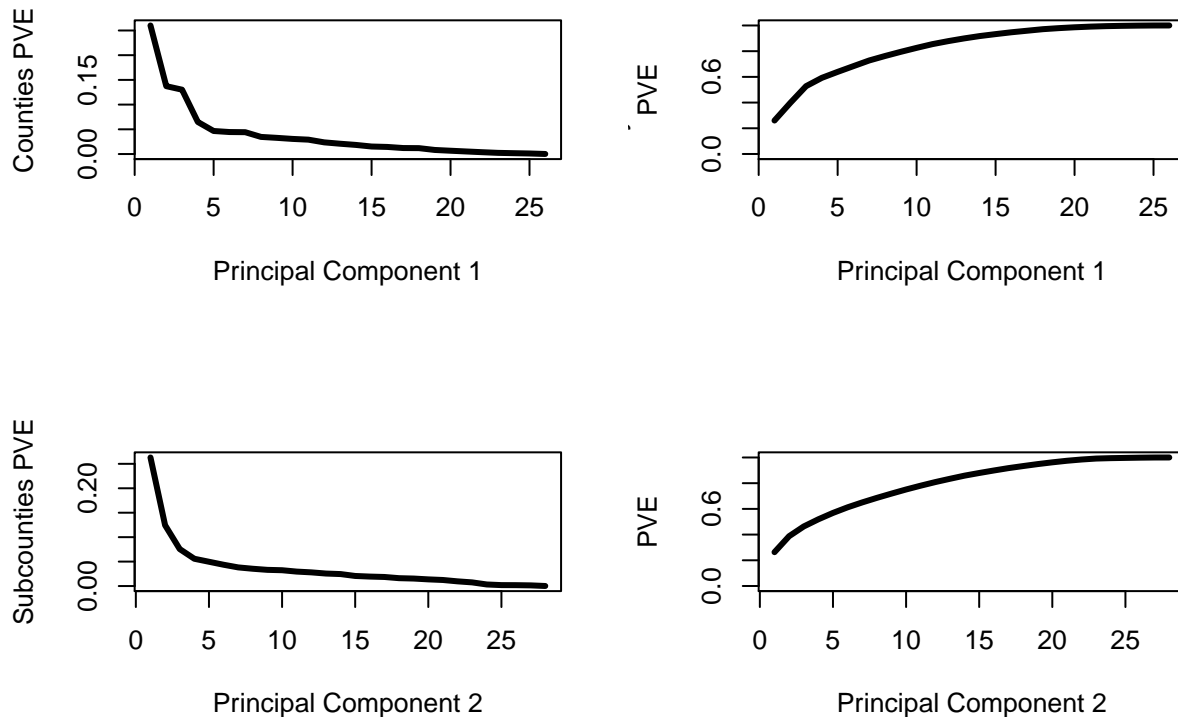 Counties PVE
0.00 0.15
0 5 10 15 20 25
Principal Component 1
PVE
0.0 0.6
0 5 10 15 20 25
Principal Component 1
Subcounties PVE
0.00 0.20
0 5 10 15 20 25
Principal Component 2
PVE
0.0 0.6
0 5 10 15 20 25
Principal Component 2